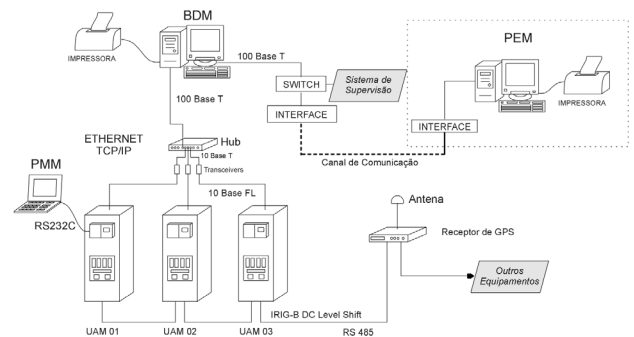 BDM
IMPRESSORA
100 Base T
PEM
SWITCH
Sistema de
Supervisão
IMPRESSORA
100 Base T
INTERFACE
INTERFACE
ETHERNET
TCP/IP
Hub
10 Base T
Canal de Comunicação
PMM
Transceivers
10 Base FL
Antena
RS232C
Receptor de GPS
Outros
Equipamentos
IRIG-B DC Level Shift
UAM 01
UAM 02
UAM 03
RS 485